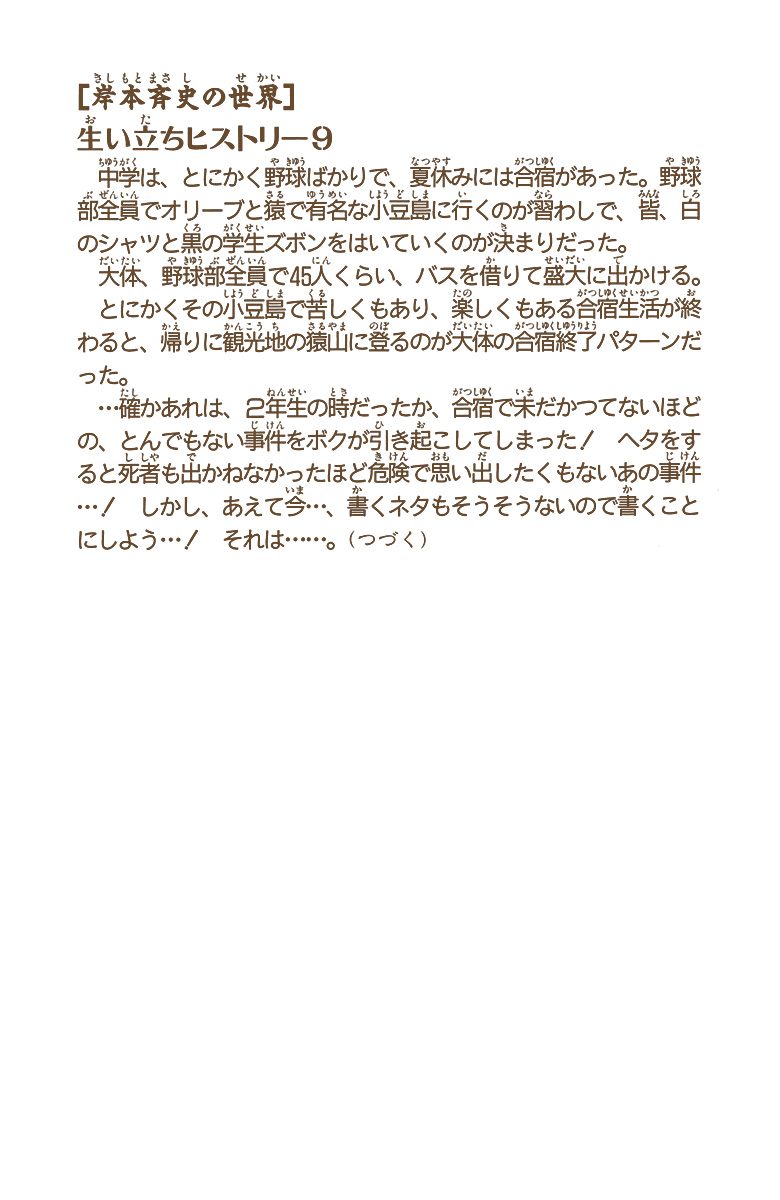 [岸本斉史の世界]
生い立ちヒストリー9
中学は、とにかく野球ばかりで、夏休みには合宿があった。野球
部全員でオリーブと猿で有名な小豆島に行くのが習わしで、皆、白
のシャツと黒の学生ズボンをはいていくのが決まりだった。
大体、野球部全員で45人くらい、バスを借りて盛大に出かける。
とにかくその小豆島で苦しくもあり、楽しくもある合宿生活が終
わると、帰りに観光地の猿山に登るのが大体の合宿終了パターンだ
った。
…確かあれは、2年生の時だったか、合宿で未だかつてないほど
の、とんでもない事件をボクが引き起こしてしまった! ヘタをす
ると死者も出かねなかったほど危険で思い出したくもないあの事件
…! しかし、あえて今…、書くネタもそうそうないので書くこと
にしよう…! それは……。(つづく)